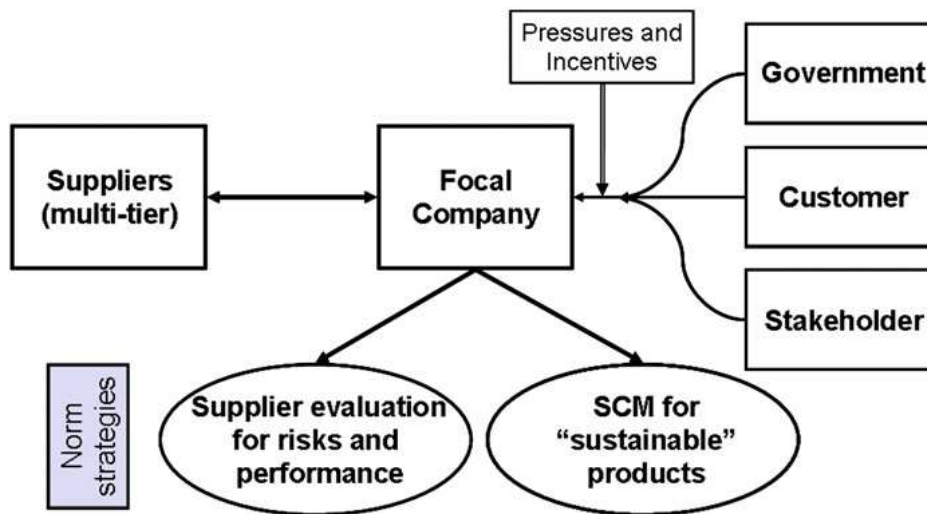 Pressures and
Incentives
Government
Suppliers
(multi-tier)
Focal
Company
Customer
Stakeholder
Norm
strategies
Supplier evaluation
for risks and
performance
SCM for
“sustainable”
products